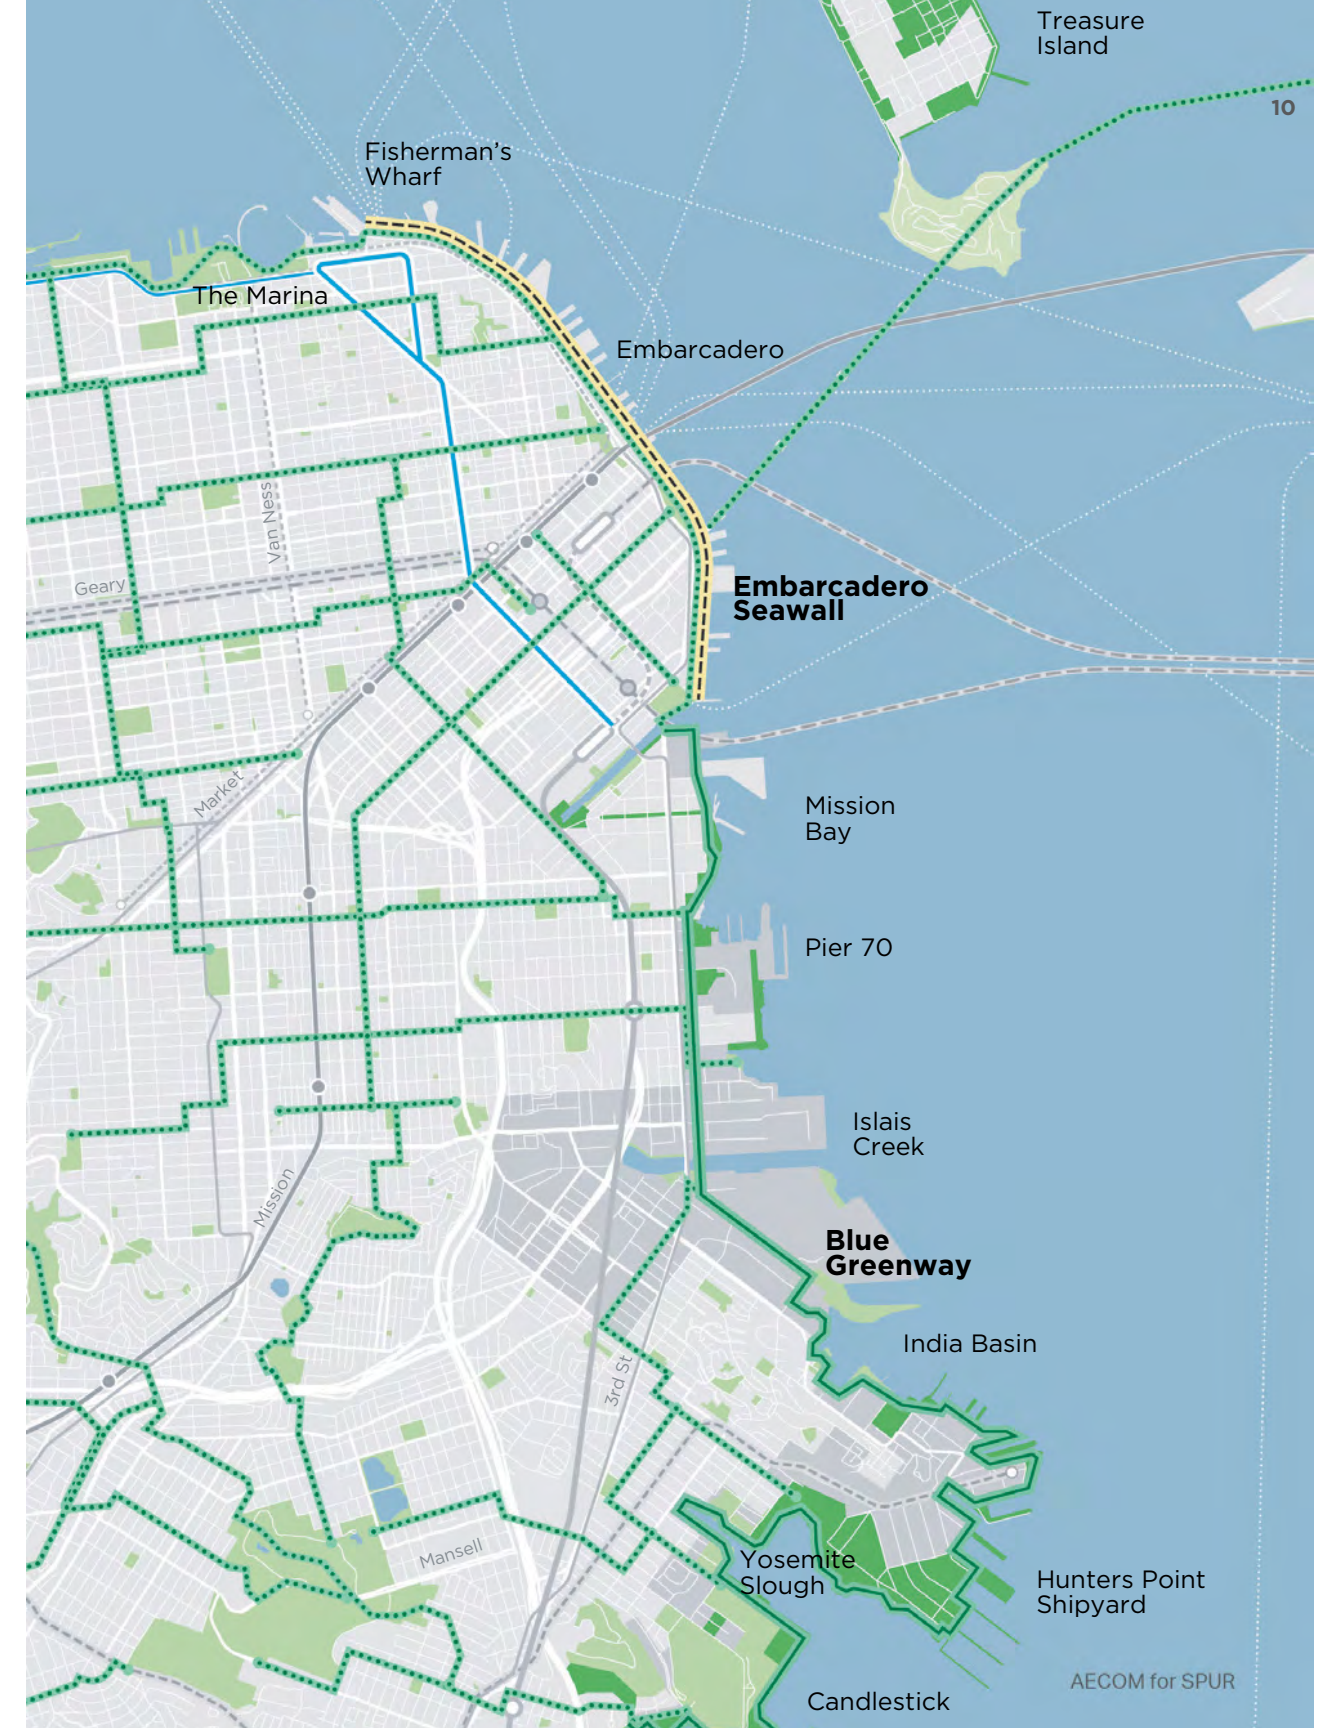 Treasure
Island
10
Fisherman's
Wharf
The Marina
Embarcadero
Van Ness
Geary
Embarcadero
Seawall
Market
Mission
Bay
Pier 70
Islais
Creek
Mission
Blue
Greenway
India Basin
3rd St
Mansell
Yosemite
Slough
Hunters Point
Shipyard
AECOM for SPUR
Candlestick